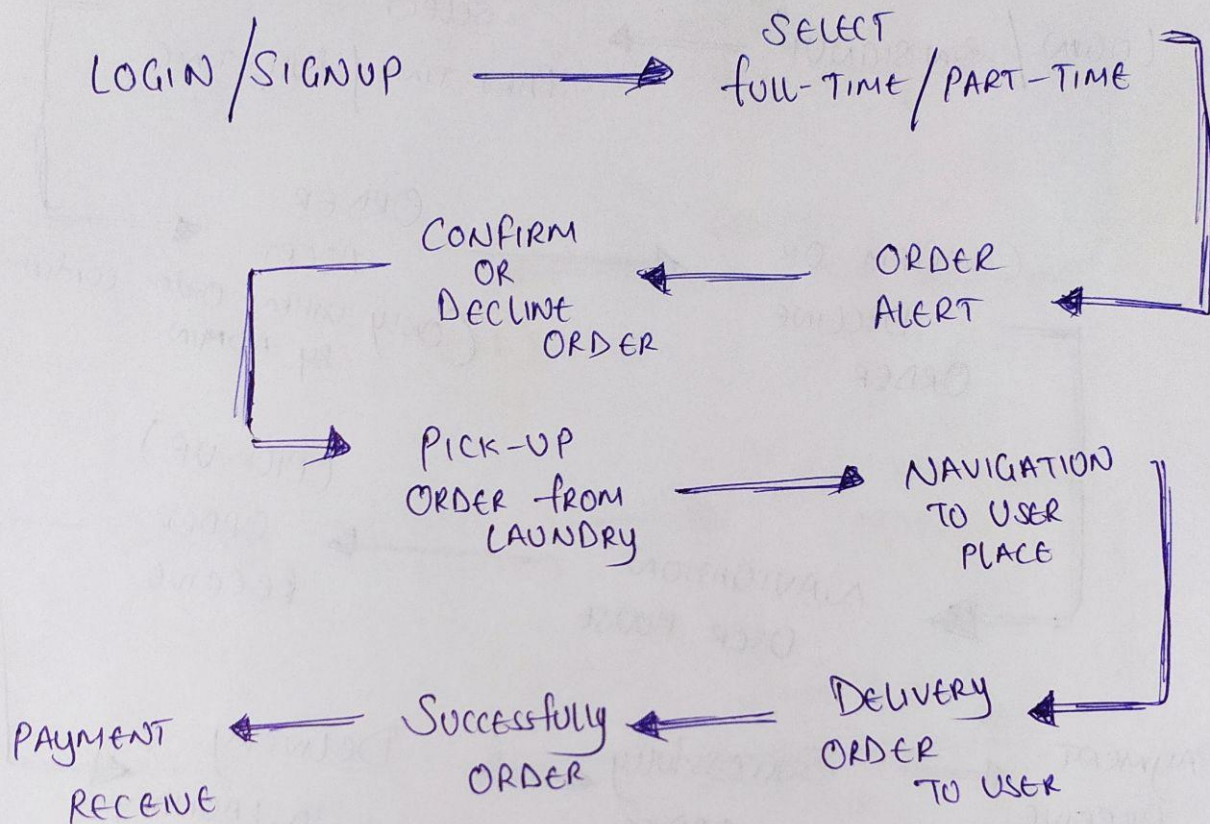 LOGIN/SIGNUP
SELECT
fULL-TIME/PART-TIME
ORDER
ALERT
CONFIRM
OR
DECLINE
ORDER
PICK-UP
ORDER fROM
LAUNDRY
NAVIGATION
TO USER
PLACE
DELIVERY
ORDER
TO USER
SUCCESSfULLY
ORDER
PAYMENT
RECEIVE